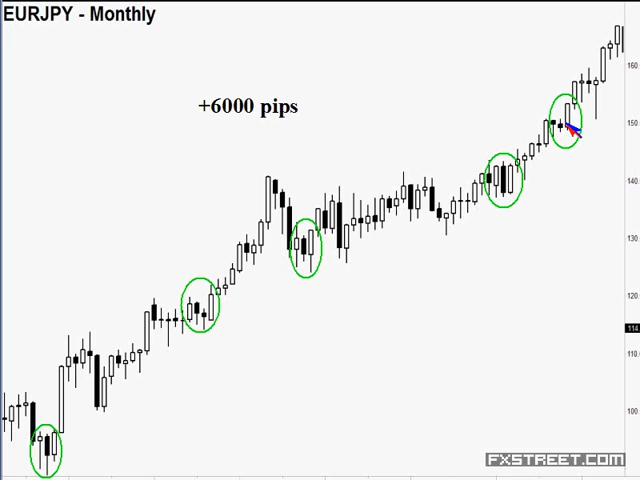 EURJPY - Monthly
+6000 pips
160.
150.
140.
130.
120.
114
110.
100.
FXSTREET.COM